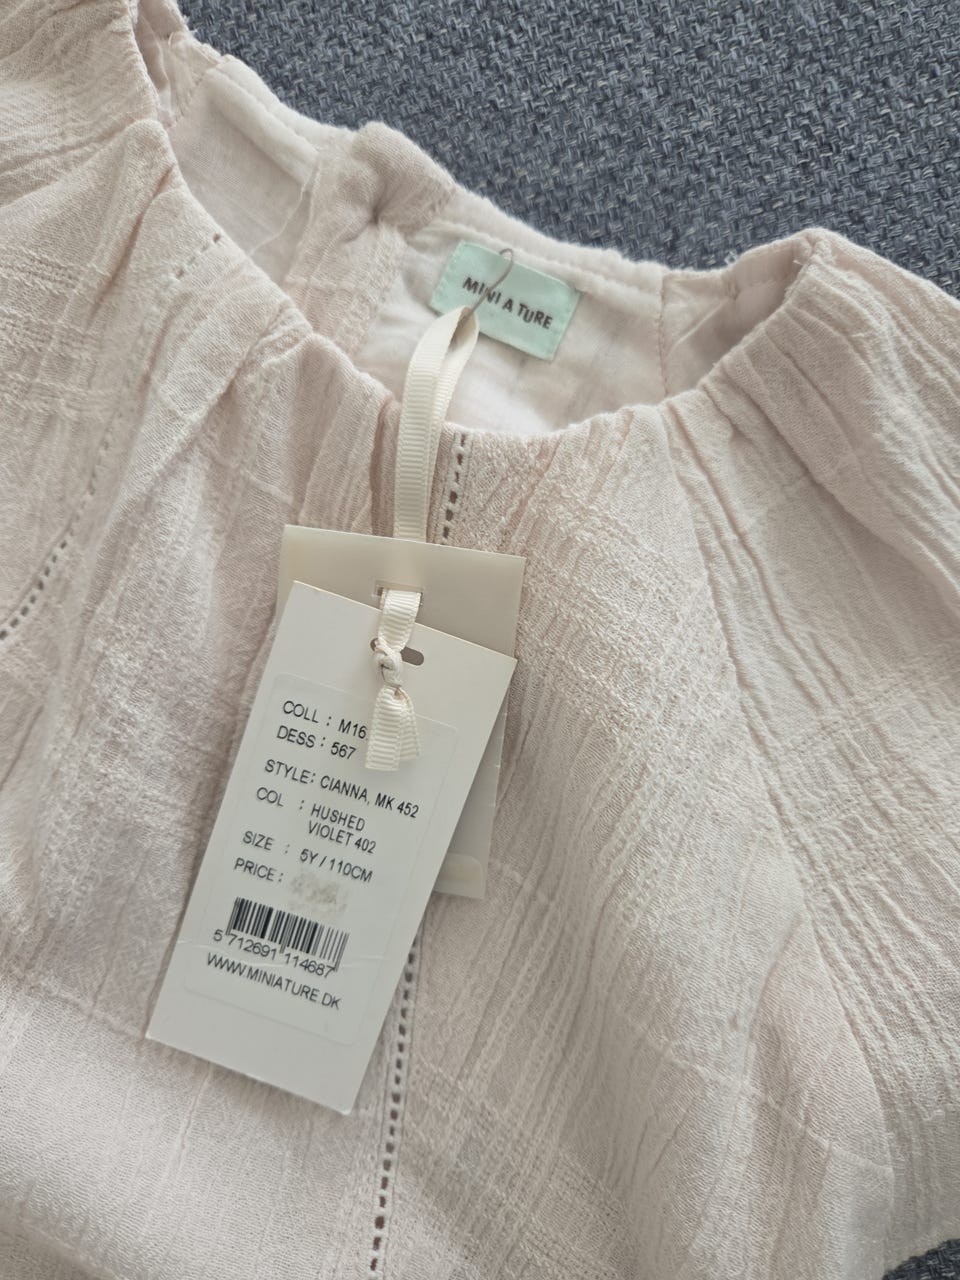 MINI A TURE
COLL : M16
DESS : 567
STYLE: CIANNA, MK 452
COL : HUSHED
VIOLET 402
SIZE : 5Y / 110CM
PRICE :
5 712691 114687
WWW.MINIATURE.DK